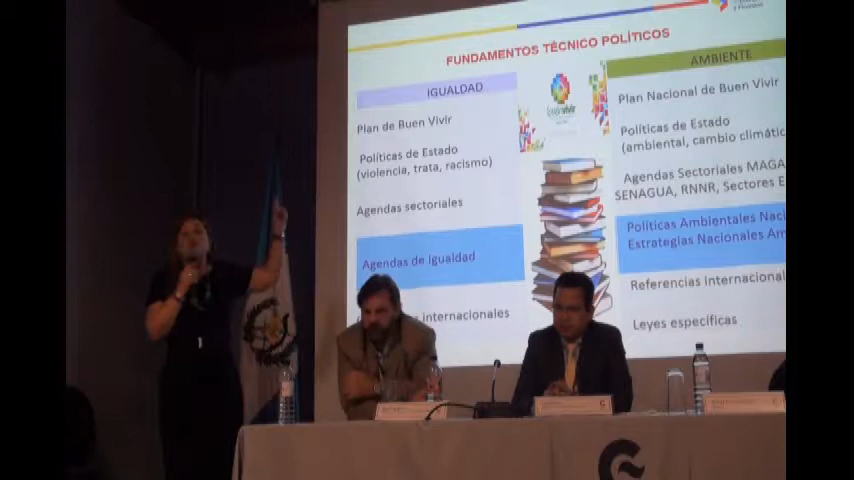 FUNDAMENTOS TÉCNICO POLÍTICOS
IGUALDAD
Plan de Buen Vivir
Políticas de Estado
(violencia, trata, racismo)
Agendas sectoriales
Agendas de Igualdad
internacionales
AMBIENTE
Plan Nacional de Buen Vivir
Políticas de Estado
(ambiental, cambio climátic
Agendas Sectoriales MAGA
SENAGUA, RNNR, Sectores E
Políticas Ambientales Naci
Estrategias Nacionales Am
Referencias Internacional
Leyes específicas